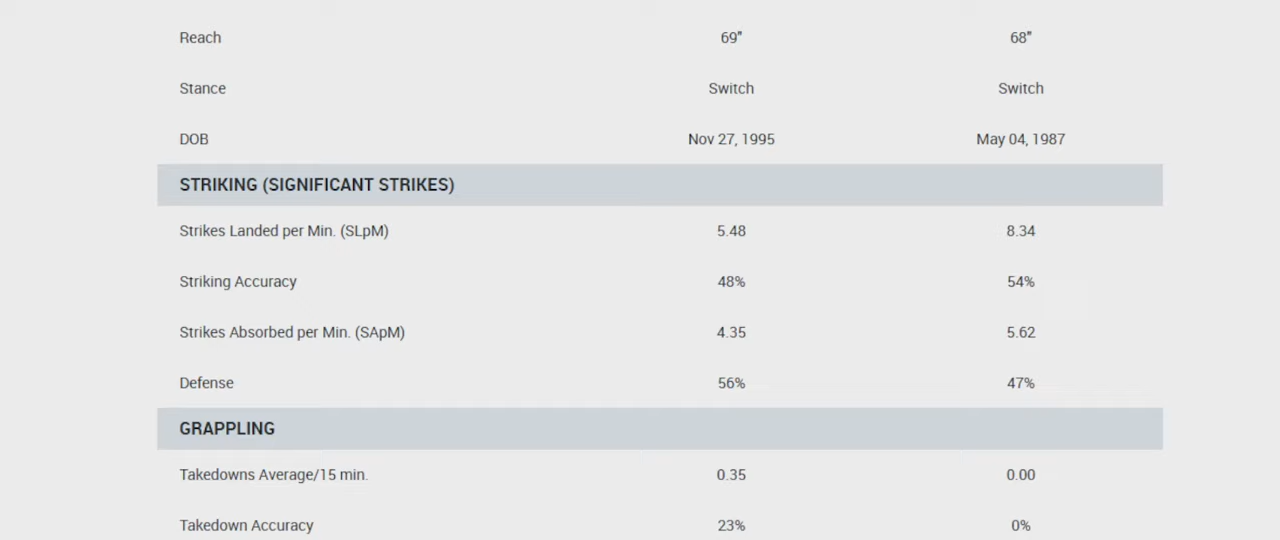 Reach 69" 68"
Stance Switch Switch
DOB Nov 27, 1995 May 04, 1987
STRIKING (SIGNIFICANT STRIKES)
Strikes Landed per Min. (SLpM) 5.48 8.34
Striking Accuracy 48% 54%
Strikes Absorbed per Min. (SApM) 4.35 5.62
Defense 56% 47%
GRAPPLING
Takedowns Average/15 min. 0.35 0.00
Takedown Accuracy 23% 0%